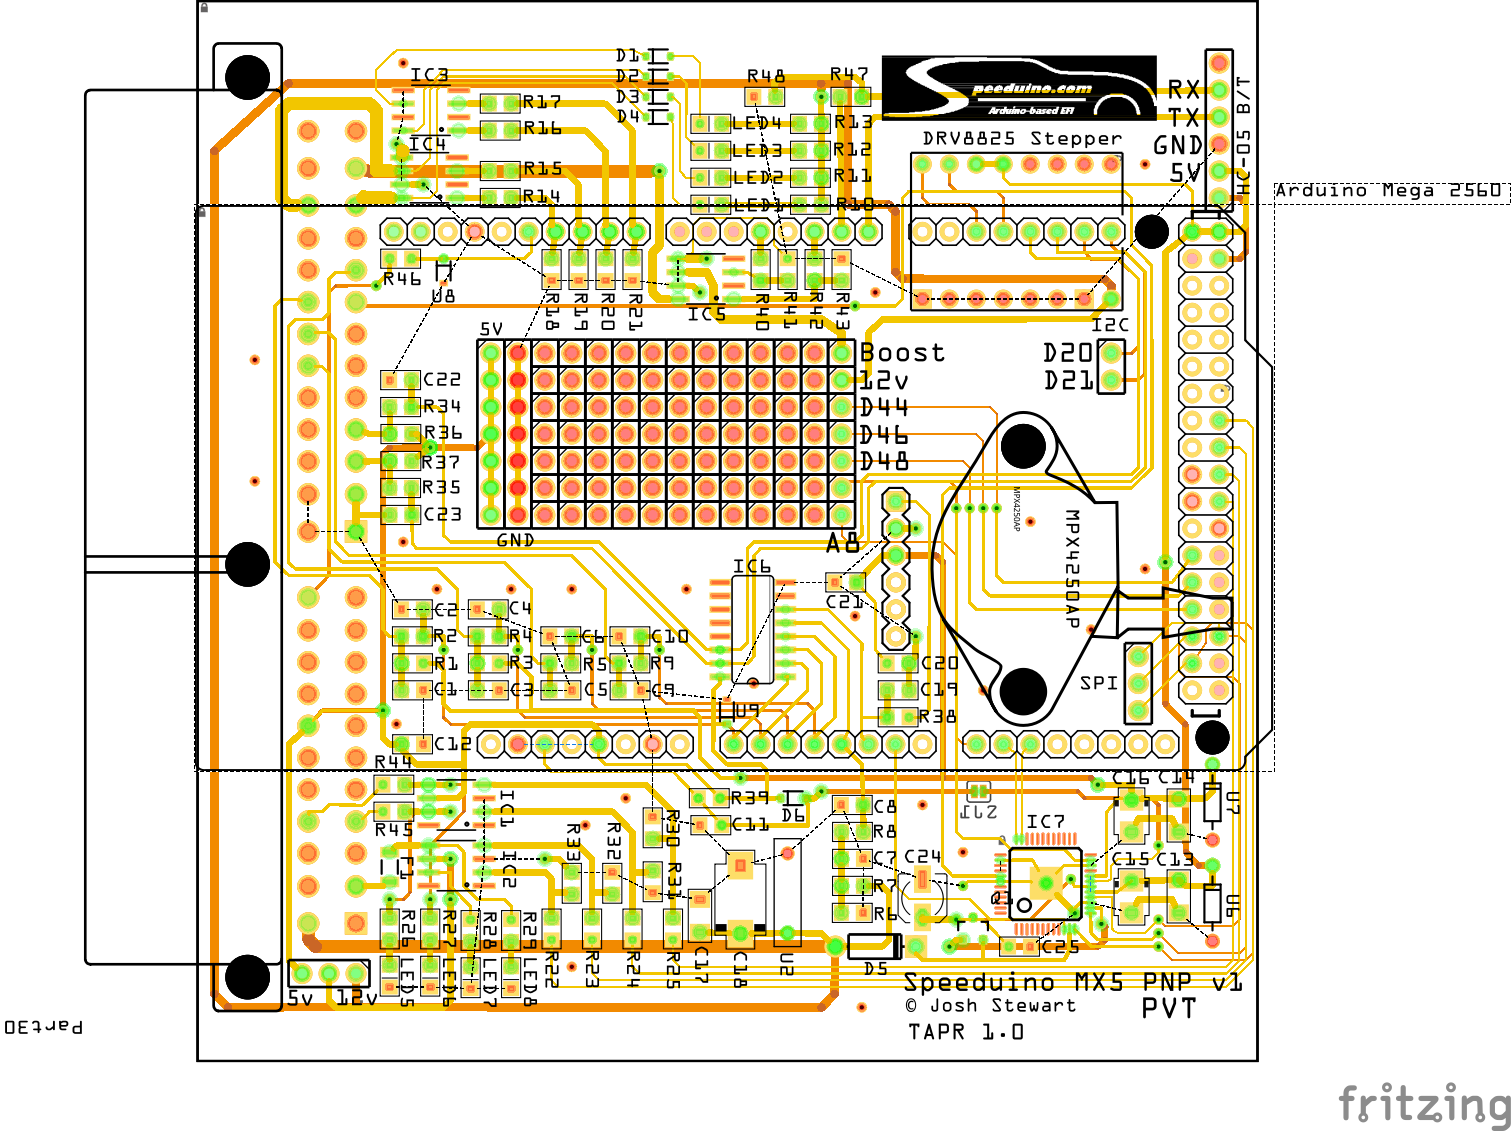 D1
D2
D3
D4
IC3
R48
R47
speeduino.com
Arduino-based EFI
RX
TX
GND
5V
HC-05 B/T
R17
R16
IC4
R15
R14
LED4
R13
LED3
R12
LED2
R11
LED1
R10
DRV8825 Stepper
Arduino Mega 2560
R46
U8
R18
R19
R20
R21
IC5
R40
R41
R42
R43
I2C
5V
Boost
12v
D44
D46
D48
D20
D21
C22
R34
R36
R37
R35
C23
GND
A8
MPX4250AP
MPX4250AP
IC6
C21
C2
C4
R2
R4
C6
C10
R1
R3
R5
R9
C1
C3
C5
C9
C20
C19
R38
SPI
U9
C12
R44
R45
IC1
IC2
F1
R39
D6
C11
R30
R31
R33
R32
C8
R8
C7
R7
R6
C24
JJ2
IC7
C16
C14
U7
C15
C13
U6
C25
R26
R27
R28
R29
R22
R23
R24
R25
C17
C18
U2
D5
LED5
LED6
LED7
LED8
5v
12v
Part30
Speeduino MX5 PNP v1
© Josh Stewart
PVT
TAPR 1.0
fritzing